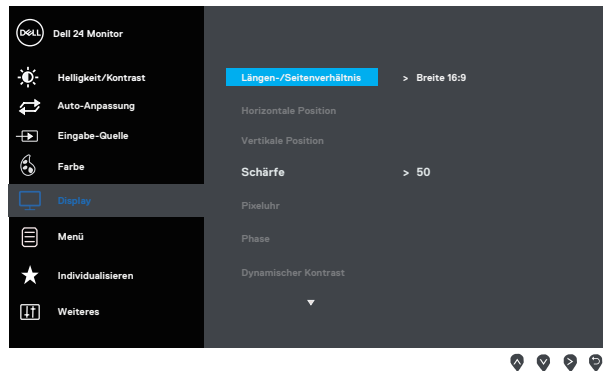 DELL Dell 24 Monitor
Helligkeit/Kontrast
Auto-Anpassung
Eingabe-Quelle
Farbe
Display
Menü
Individualisieren
Weiteres
Längen-/Seitenverhältnis > Breite 16:9
Horizontale Position
Vertikale Position
Schärfe > 50
Pixeluhr
Phase
Dynamischer Kontrast